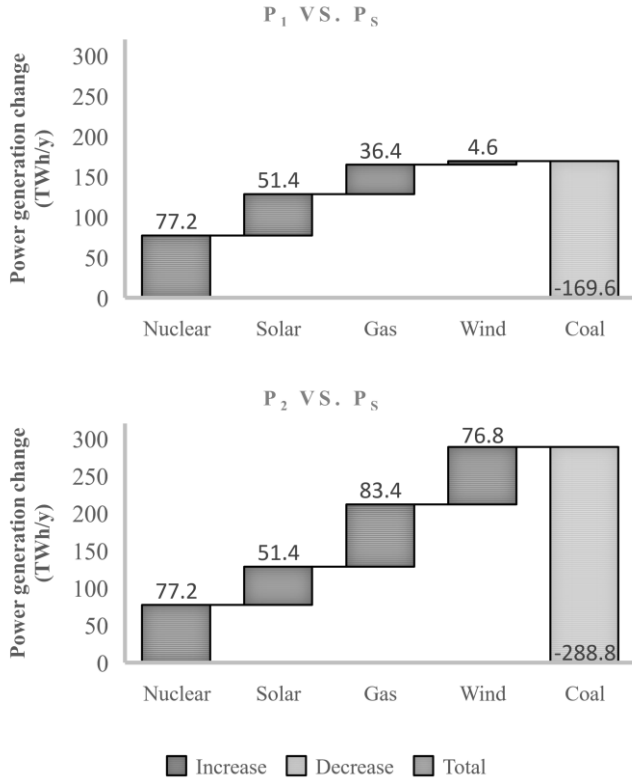 P₁ VS. Pₛ
Power generation change
(TWh/y)
300
250
200
150
100
50
0
77.2
51.4
36.4
4.6
-169.6
Nuclear Solar Gas Wind Coal
P₂ VS. Pₛ
Power generation change
(TWh/y)
300
250
200
150
100
50
0
77.2
51.4
83.4
76.8
-288.8
Nuclear Solar Gas Wind Coal
Increase Decrease Total